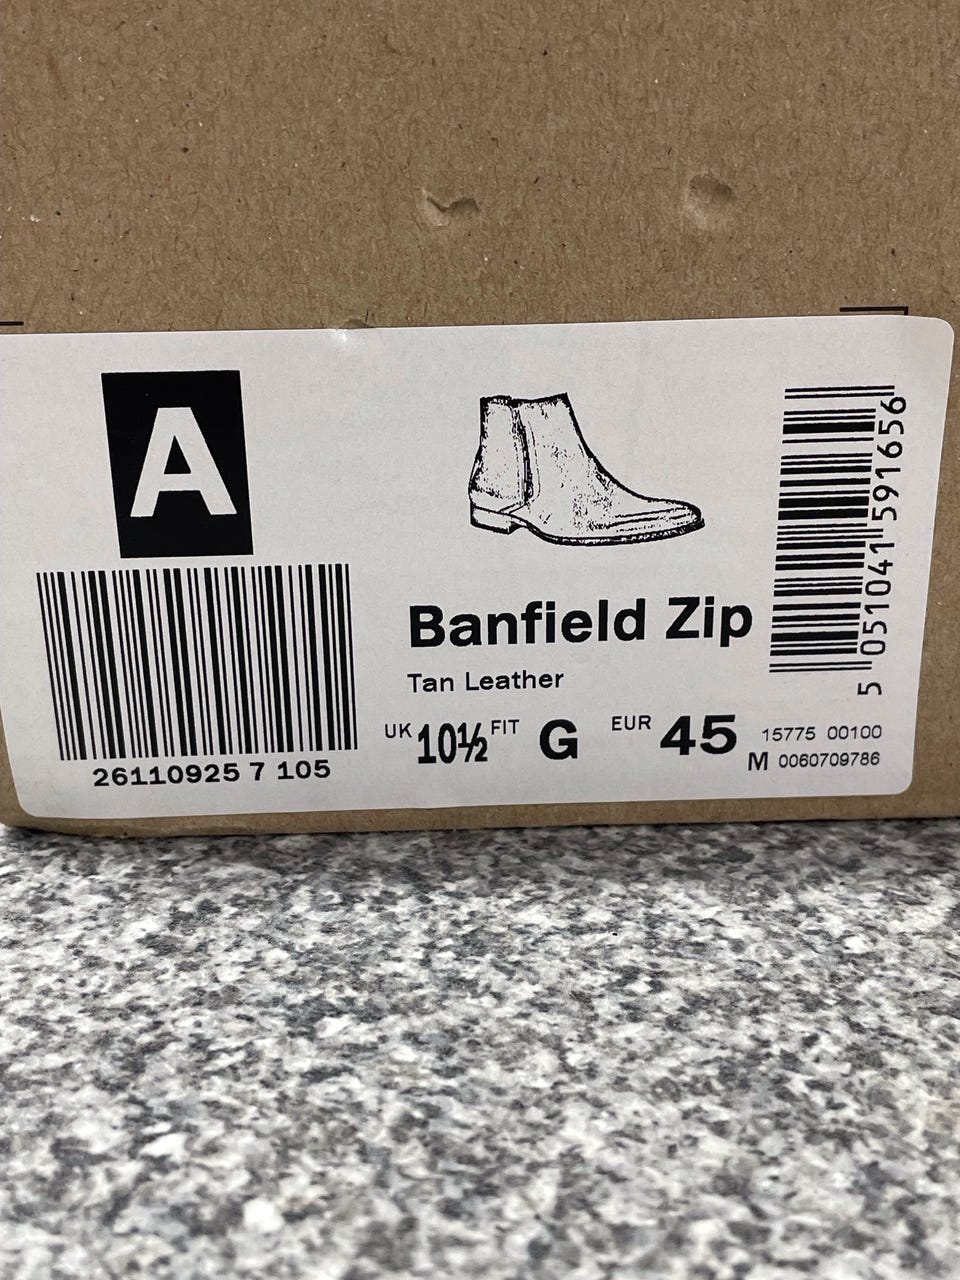 A
26110925 7 105
Banfield Zip
Tan Leather
UK 10½ FIT G EUR 45
15775 00100
M 0060709786
5 051041 591656